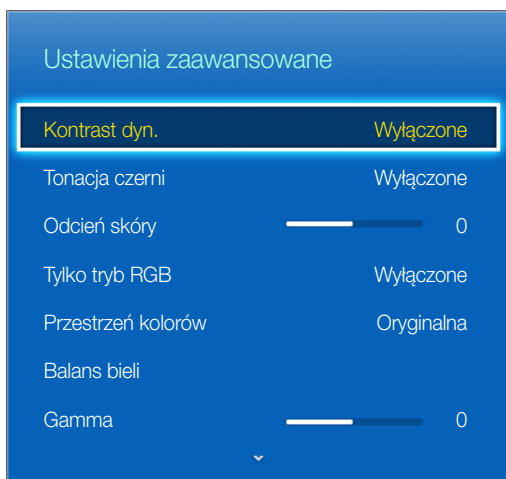 Ustawienia zaawansowane
Kontrast dyn. Wyłączone
Tonacja czerni Wyłączone
Odcień skóry 0
Tylko tryb RGB Wyłączone
Przestrzeń kolorów Oryginalna
Balans bieli
Gamma 0